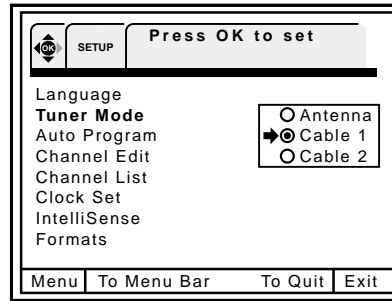 OK SETUP Press OK to set
Language
Tuner Mode
Auto Program
Channel Edit
Channel List
Clock Set
IntelliSense
Formats
Antenna
Cable 1
Cable 2
Menu To Menu Bar To Quit Exit